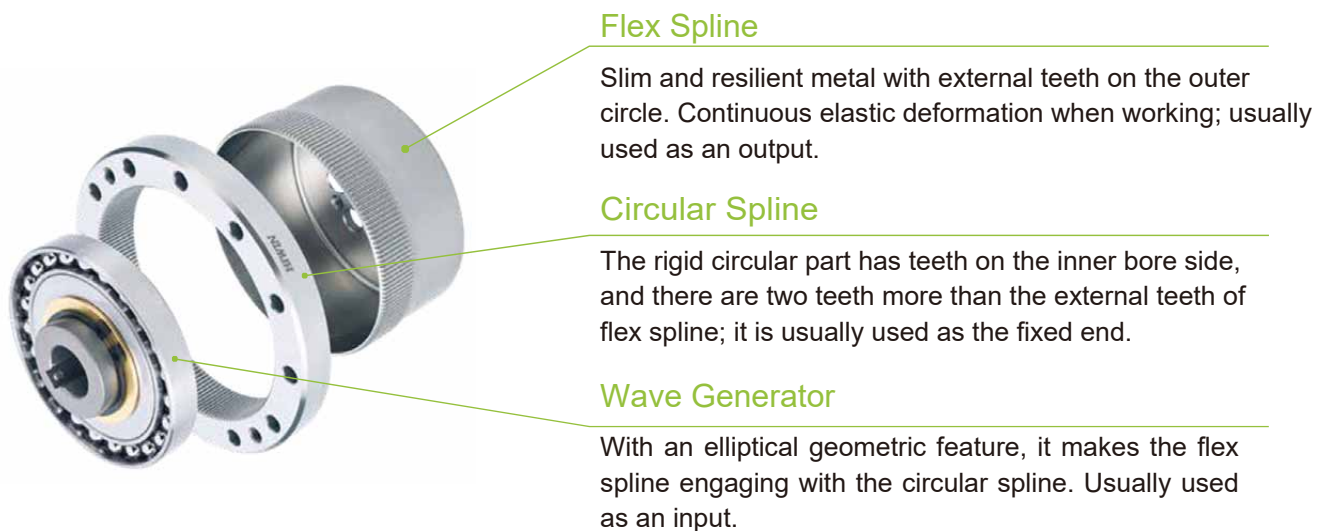 Flex Spline
Slim and resilient metal with external teeth on the outer
circle. Continuous elastic deformation when working; usually
used as an output.
Circular Spline
HIWIN
The rigid circular part has teeth on the inner bore side,
and there are two teeth more than the external teeth of
flex spline; it is usually used as the fixed end.
Wave Generator
With an elliptical geometric feature, it makes the flex
spline engaging with the circular spline. Usually used
as an input.